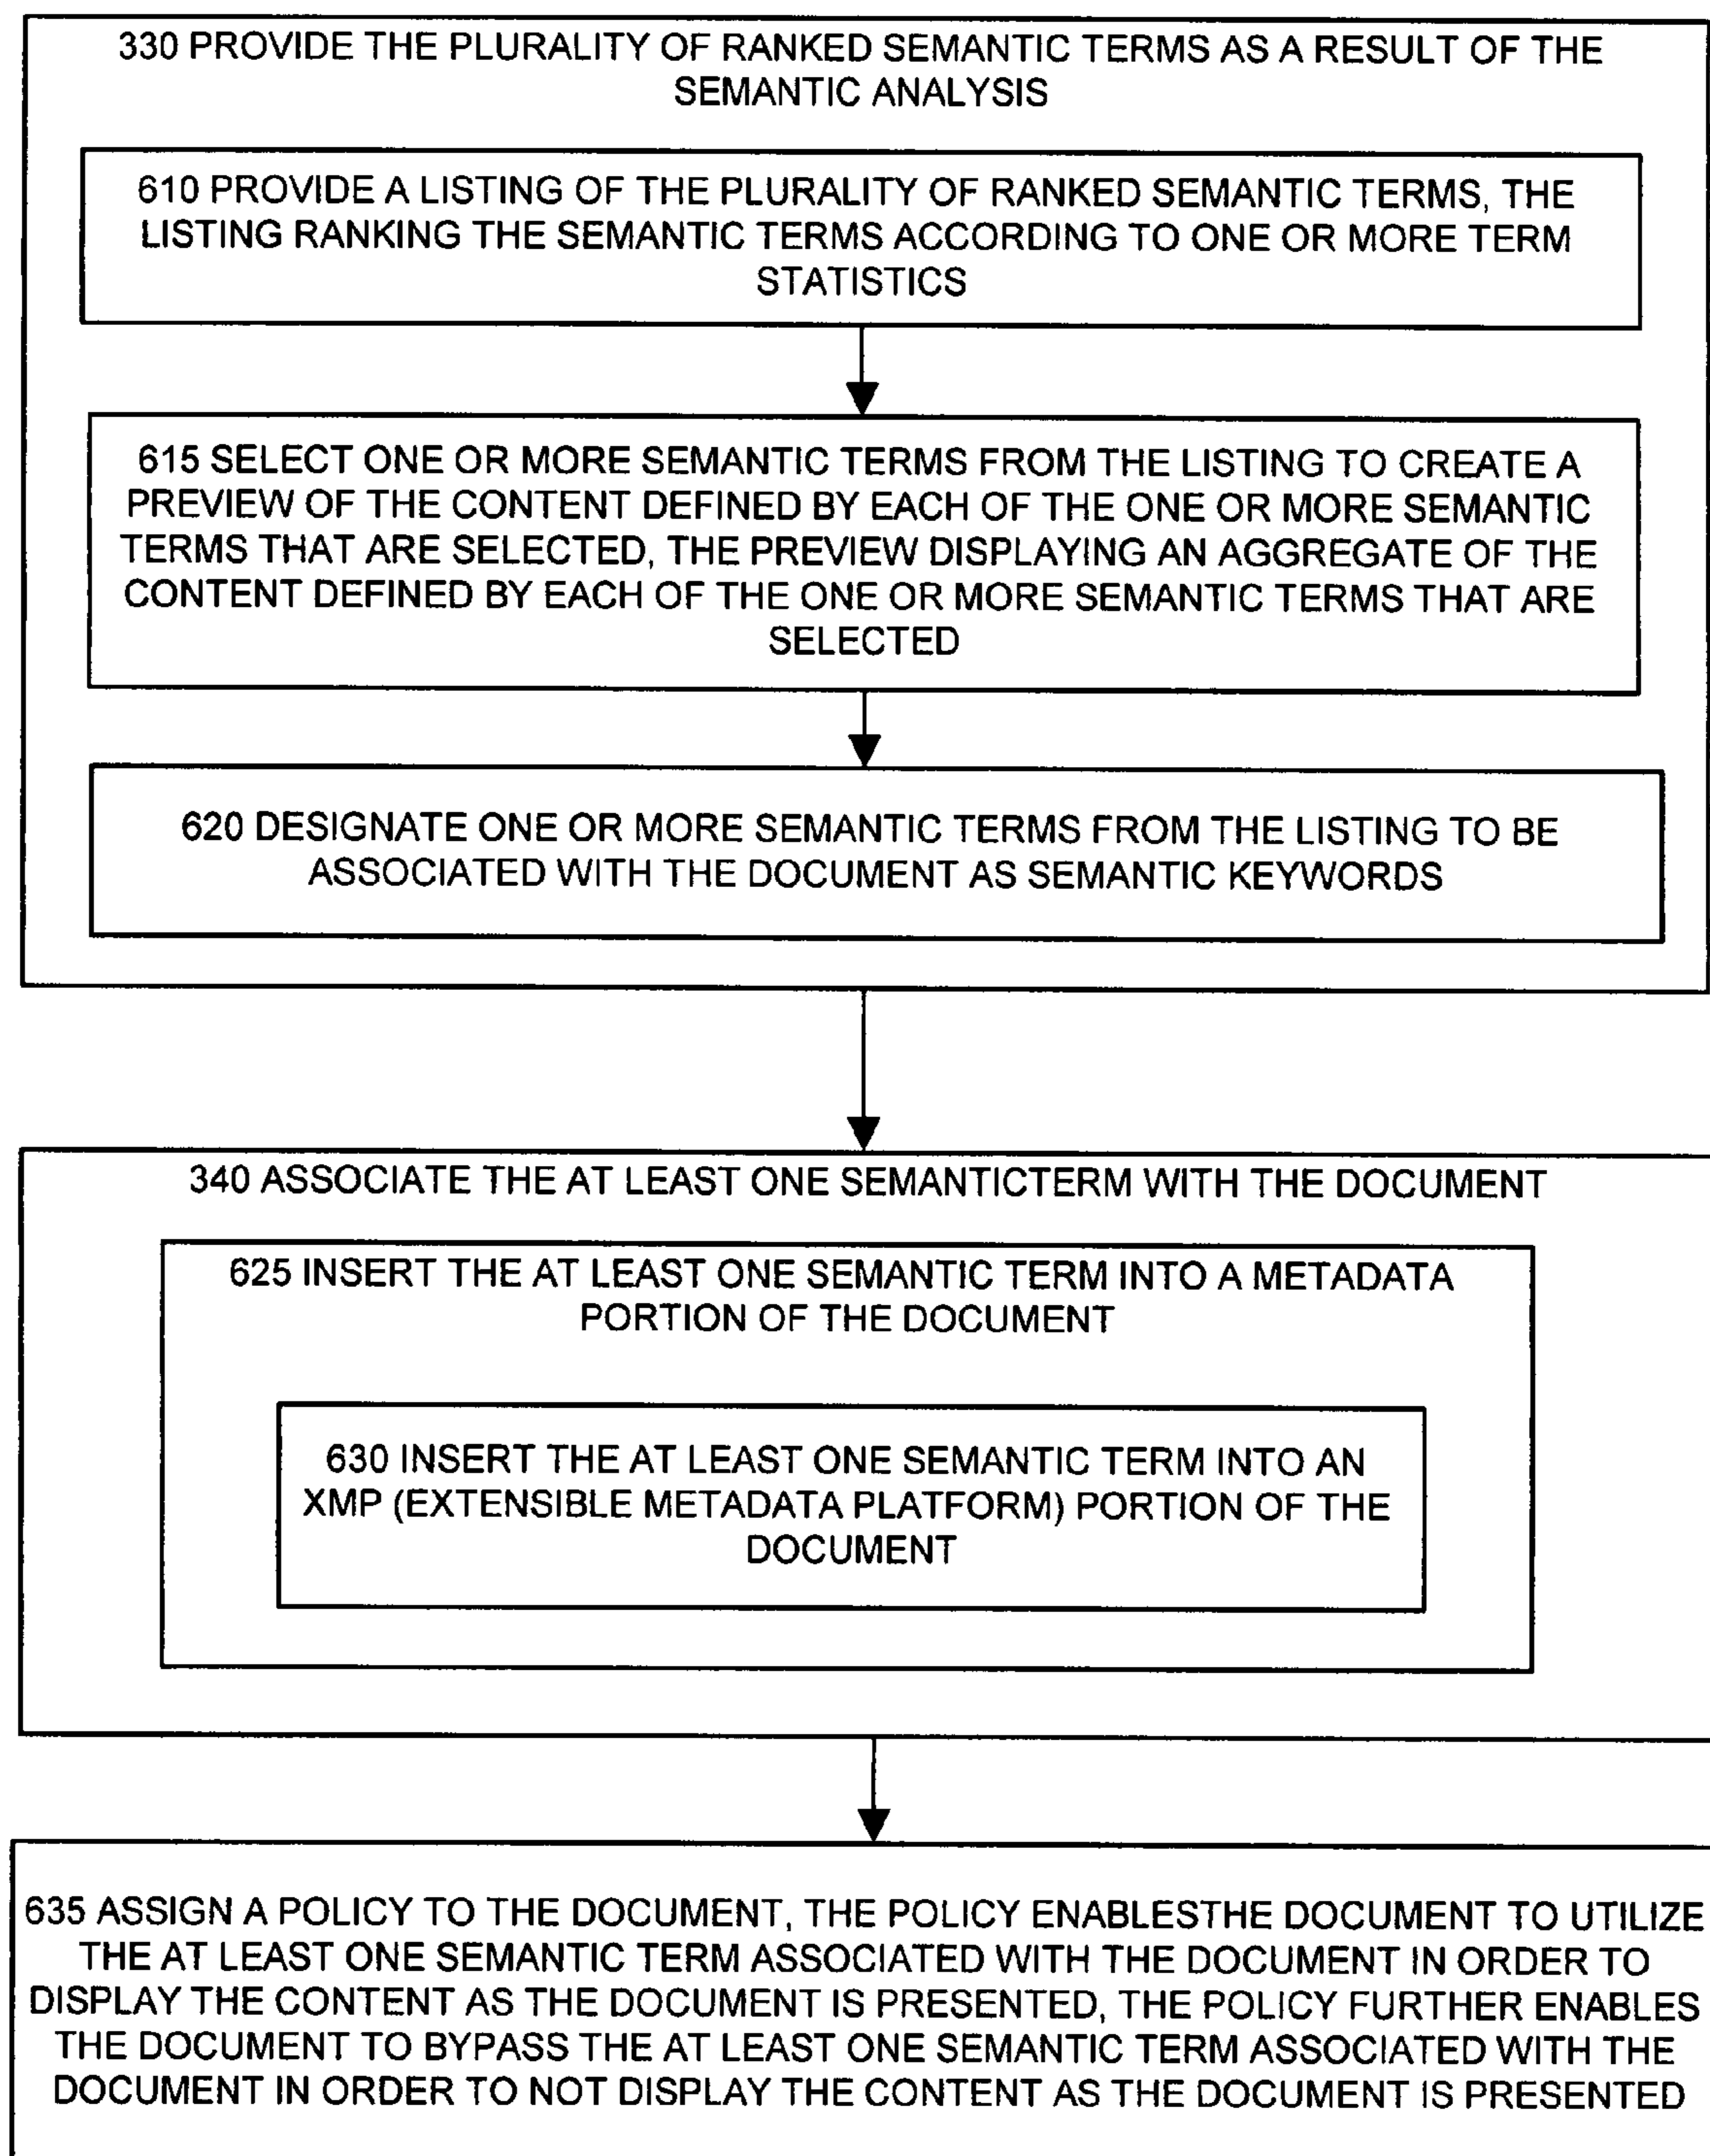 330 PROVIDE THE PLURALITY OF RANKED SEMANTIC TERMS AS A RESULT OF THE
SEMANTIC ANALYSIS
610 PROVIDE A LISTING OF THE PLURALITY OF RANKED SEMANTIC TERMS, THE
LISTING RANKING THE SEMANTIC TERMS ACCORDING TO ONE OR MORE TERM
STATISTICS
615 SELECT ONE OR MORE SEMANTIC TERMS FROM THE LISTING TO CREATE A
PREVIEW OF THE CONTENT DEFINED BY EACH OF THE ONE OR MORE SEMANTIC
TERMS THAT ARE SELECTED, THE PREVIEW DISPLAYING AN AGGREGATE OF THE
CONTENT DEFINED BY EACH OF THE ONE OR MORE SEMANTIC TERMS THAT ARE
SELECTED
620 DESIGNATE ONE OR MORE SEMANTIC TERMS FROM THE LISTING TO BE
ASSOCIATED WITH THE DOCUMENT AS SEMANTIC KEYWORDS
340 ASSOCIATE THE AT LEAST ONE SEMANTICTERM WITH THE DOCUMENT
625 INSERT THE AT LEAST ONE SEMANTIC TERM INTO A METADATA
PORTION OF THE DOCUMENT
630 INSERT THE AT LEAST ONE SEMANTIC TERM INTO AN
XMP (EXTENSIBLE METADATA PLATFORM) PORTION OF THE
DOCUMENT
635 ASSIGN A POLICY TO THE DOCUMENT, THE POLICY ENABLESTHE DOCUMENT TO UTILIZE
THE AT LEAST ONE SEMANTIC TERM ASSOCIATED WITH THE DOCUMENT IN ORDER TO
DISPLAY THE CONTENT AS THE DOCUMENT IS PRESENTED, THE POLICY FURTHER ENABLES
THE DOCUMENT TO BYPASS THE AT LEAST ONE SEMANTIC TERM ASSOCIATED WITH THE
DOCUMENT IN ORDER TO NOT DISPLAY THE CONTENT AS THE DOCUMENT IS PRESENTED